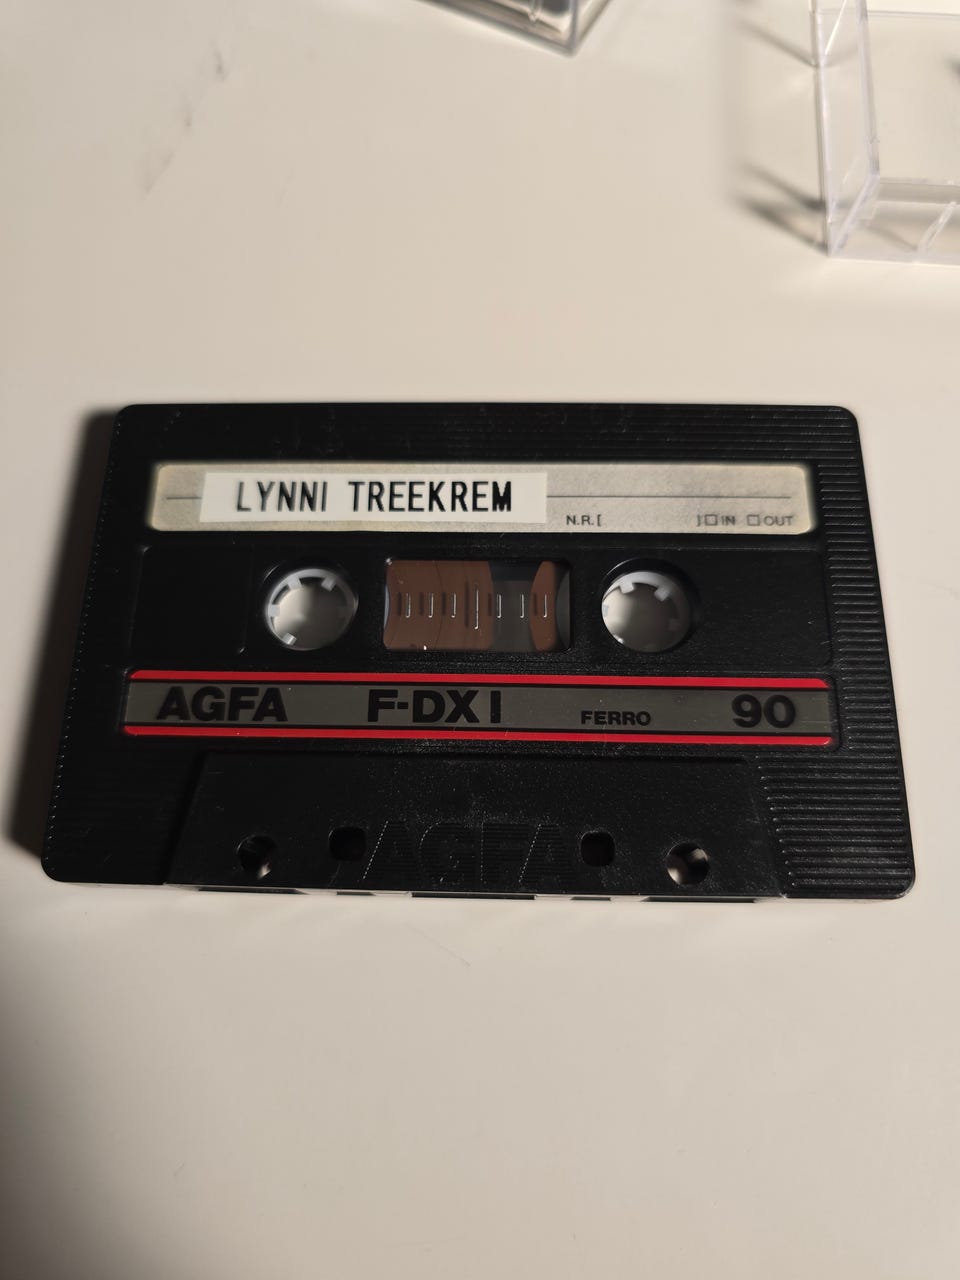 LYNNI TREEKREM
N.R.[ ]□ IN □ OUT
AGFA F-DX I FERRO 90
AGFA